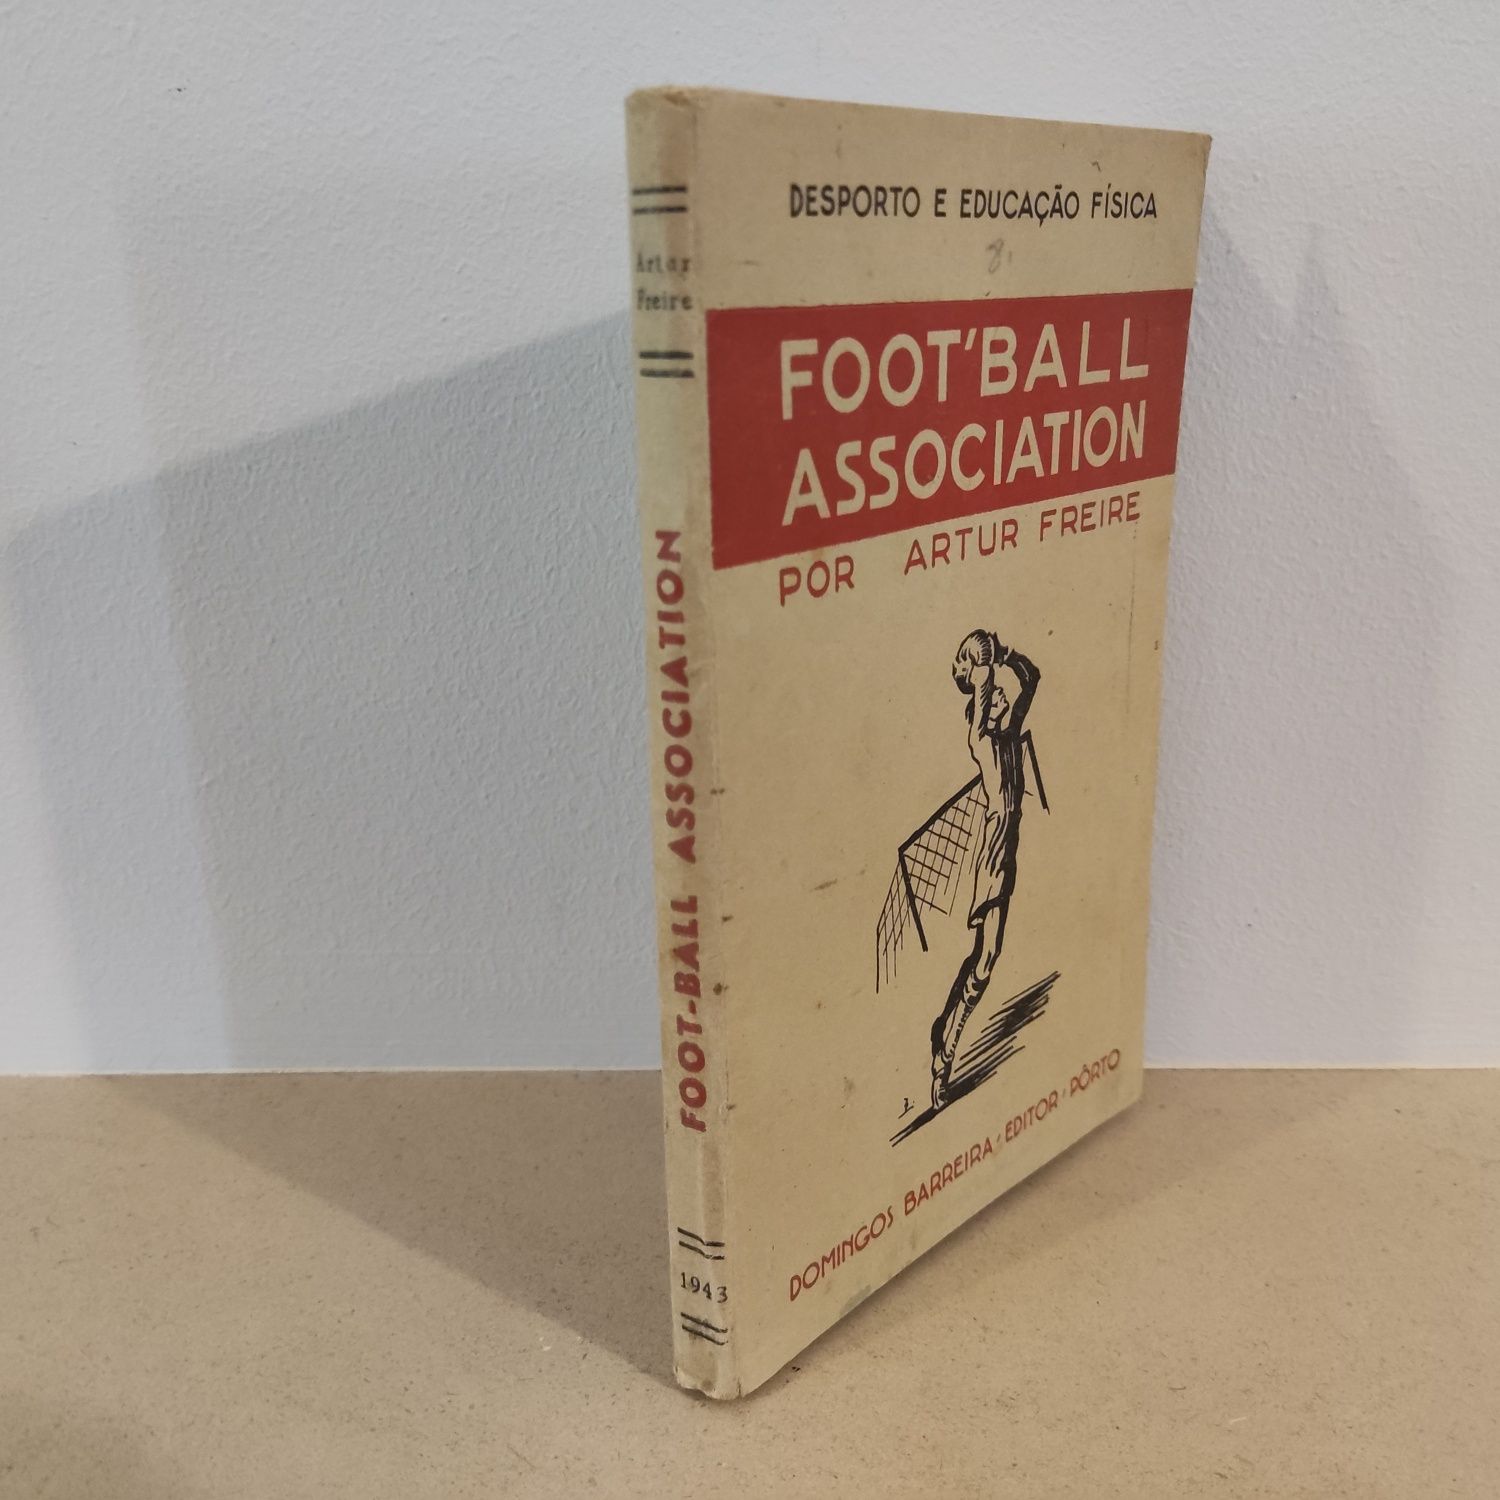 Artur
Freire
FOOT-BALL ASSOCIATION
1943
DESPORTO E EDUCAÇÃO FÍSICA
8.
FOOT'BALL
ASSOCIATION
POR ARTUR FREIRE
DOMINGOS BARREIRA - EDITOR - PÔRTO